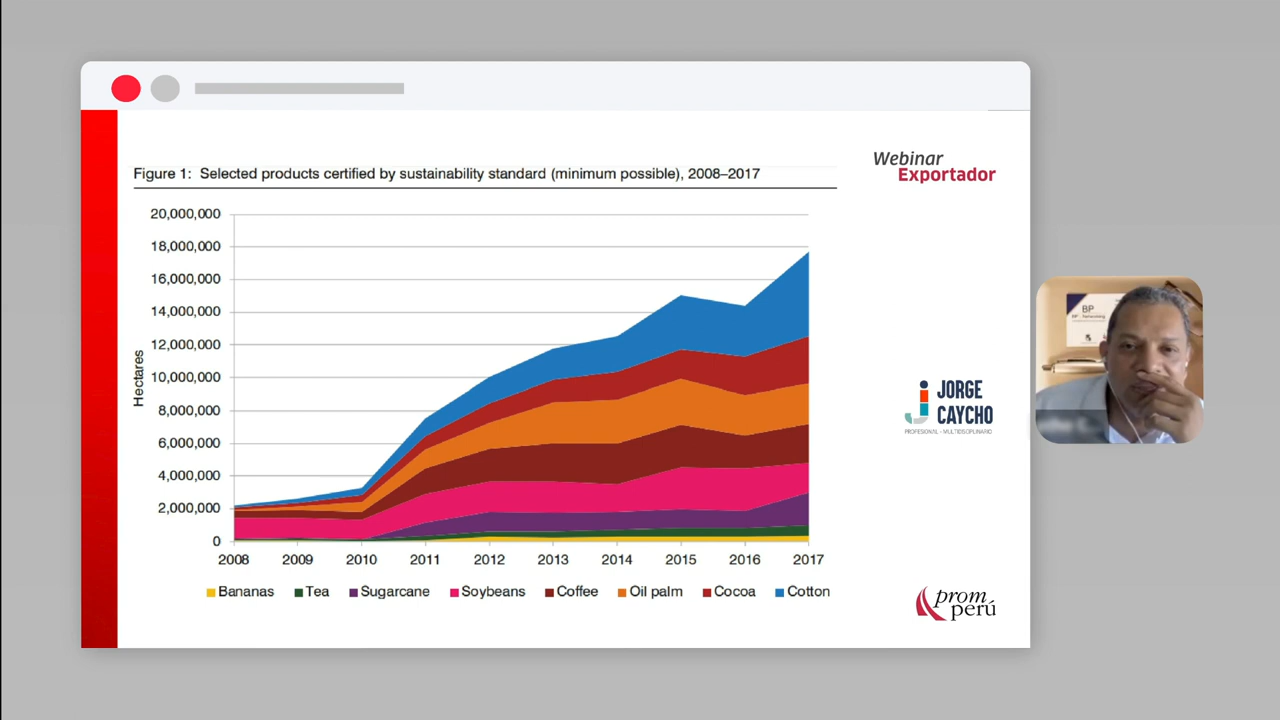 Figure 1: Selected products certified by sustainability standard (minimum possible), 2008–2017
Webinar
Exportador
20,000,000
18,000,000
16,000,000
14,000,000
12,000,000
10,000,000
8,000,000
6,000,000
4,000,000
2,000,000
0
Hectares
2008 2009 2010 2011 2012 2013 2014 2015 2016 2017
Bananas Tea Sugarcane Soybeans Coffee Oil palm Cocoa Cotton
BP
JORGE
CAYCHO
PROFESIONAL - MULTIDISCIPLINARIO
prom
perú